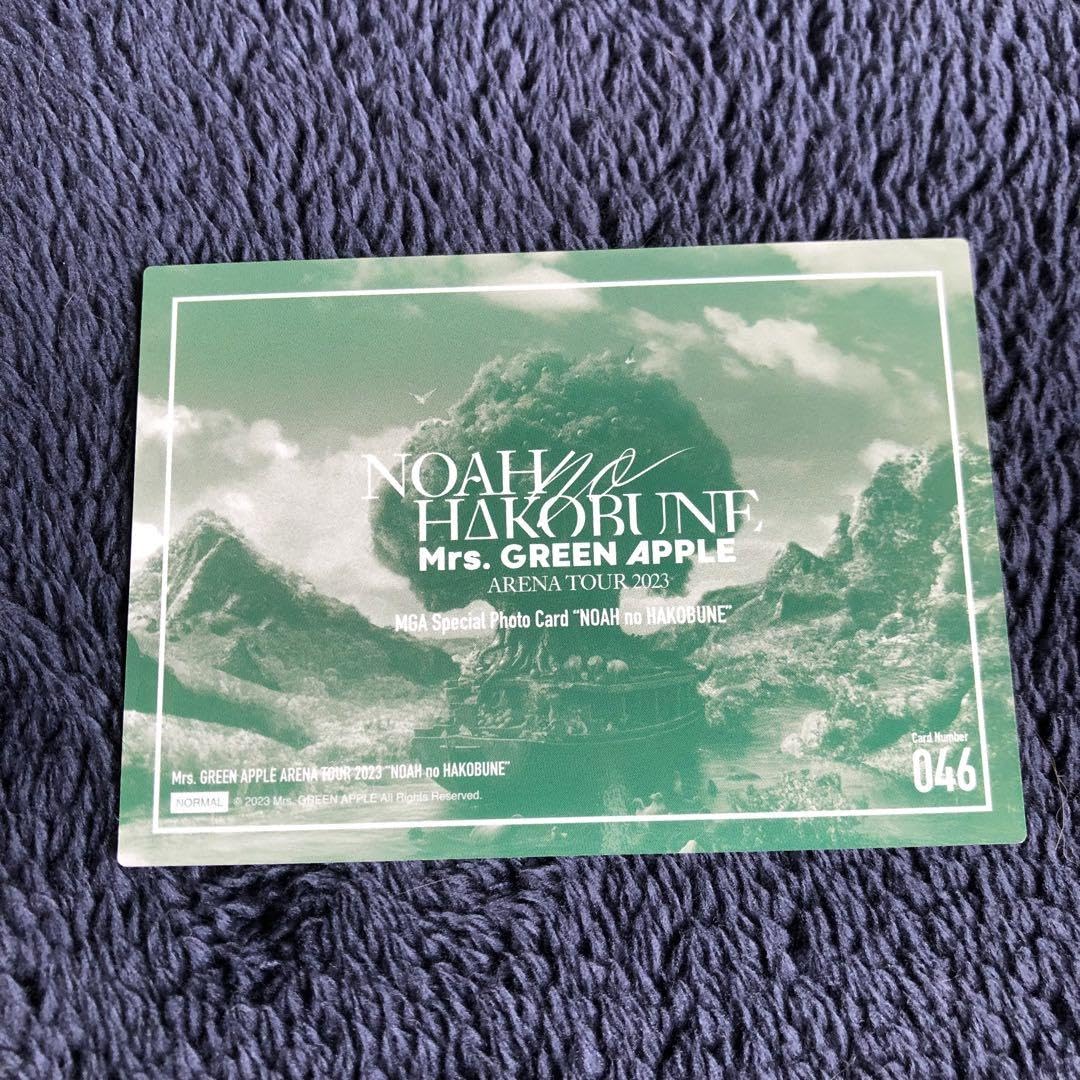 NOAH no
HAKOBUNE
Mrs. GREEN APPLE
ARENA TOUR 2023
MGA Special Photo Card "NOAH no HAKOBUNE"
Card Number
046
Mrs. GREEN APPLE ARENA TOUR 2023 "NOAH no HAKOBUNE"
NORMAL © 2023 Mrs. GREEN APPLE All Rights Reserved.